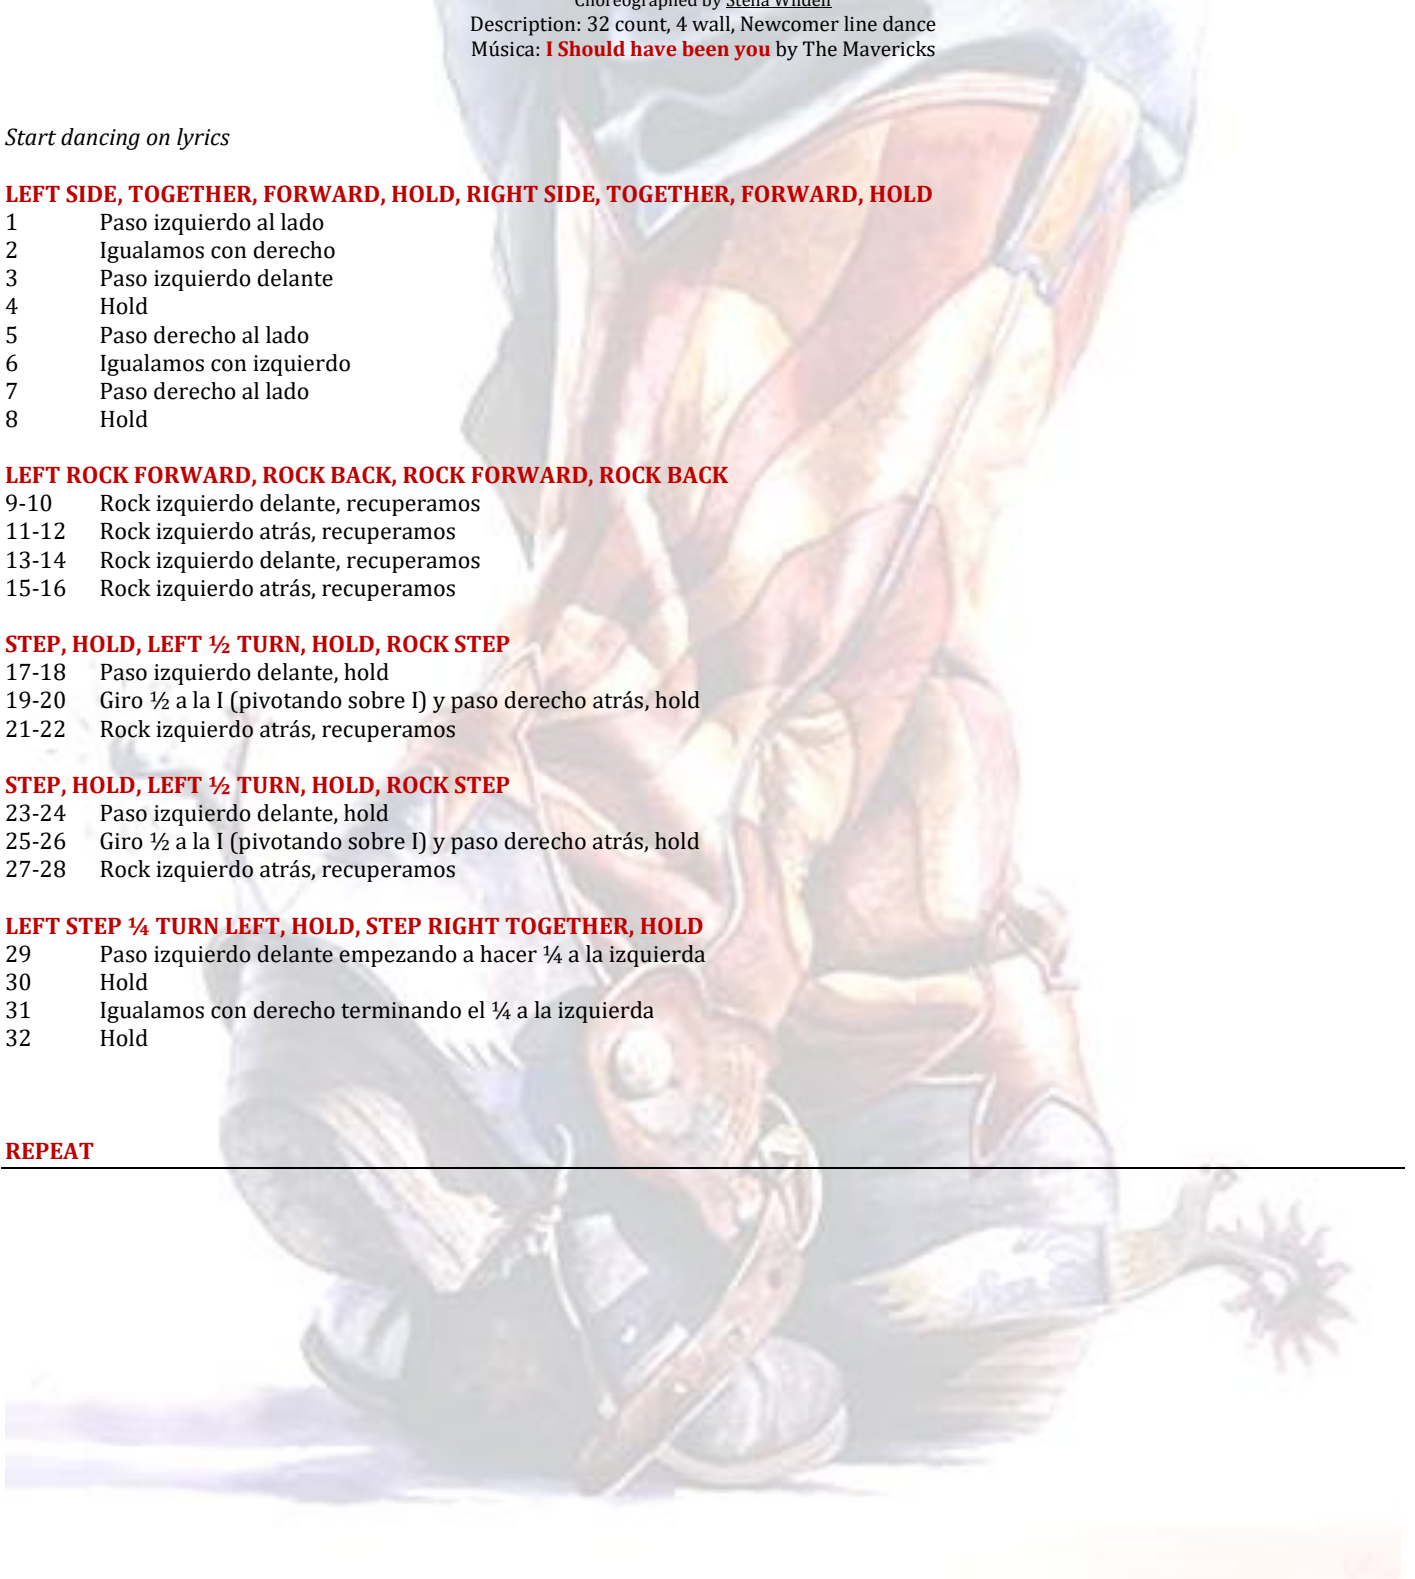 Choreographed by Stella Wilden
Description: 32 count, 4 wall, Newcomer line dance
Música: I Should have been you by The Mavericks
Start dancing on lyrics
LEFT SIDE, TOGETHER, FORWARD, HOLD, RIGHT SIDE, TOGETHER, FORWARD, HOLD
1 Paso izquierdo al lado
2 Igualamos con derecho
3 Paso izquierdo delante
4 Hold
5 Paso derecho al lado
6 Igualamos con izquierdo
7 Paso derecho al lado
8 Hold
LEFT ROCK FORWARD, ROCK BACK, ROCK FORWARD, ROCK BACK
9-10 Rock izquierdo delante, recuperamos
11-12 Rock izquierdo atrás, recuperamos
13-14 Rock izquierdo delante, recuperamos
15-16 Rock izquierdo atrás, recuperamos
STEP, HOLD, LEFT ½ TURN, HOLD, ROCK STEP
17-18 Paso izquierdo delante, hold
19-20 Giro ½ a la I (pivotando sobre I) y paso derecho atrás, hold
21-22 Rock izquierdo atrás, recuperamos
STEP, HOLD, LEFT ½ TURN, HOLD, ROCK STEP
23-24 Paso izquierdo delante, hold
25-26 Giro ½ a la I (pivotando sobre I) y paso derecho atrás, hold
27-28 Rock izquierdo atrás, recuperamos
LEFT STEP ¼ TURN LEFT, HOLD, STEP RIGHT TOGETHER, HOLD
29 Paso izquierdo delante empezando a hacer ¼ a la izquierda
30 Hold
31 Igualamos con derecho terminando el ¼ a la izquierda
32 Hold
REPEAT